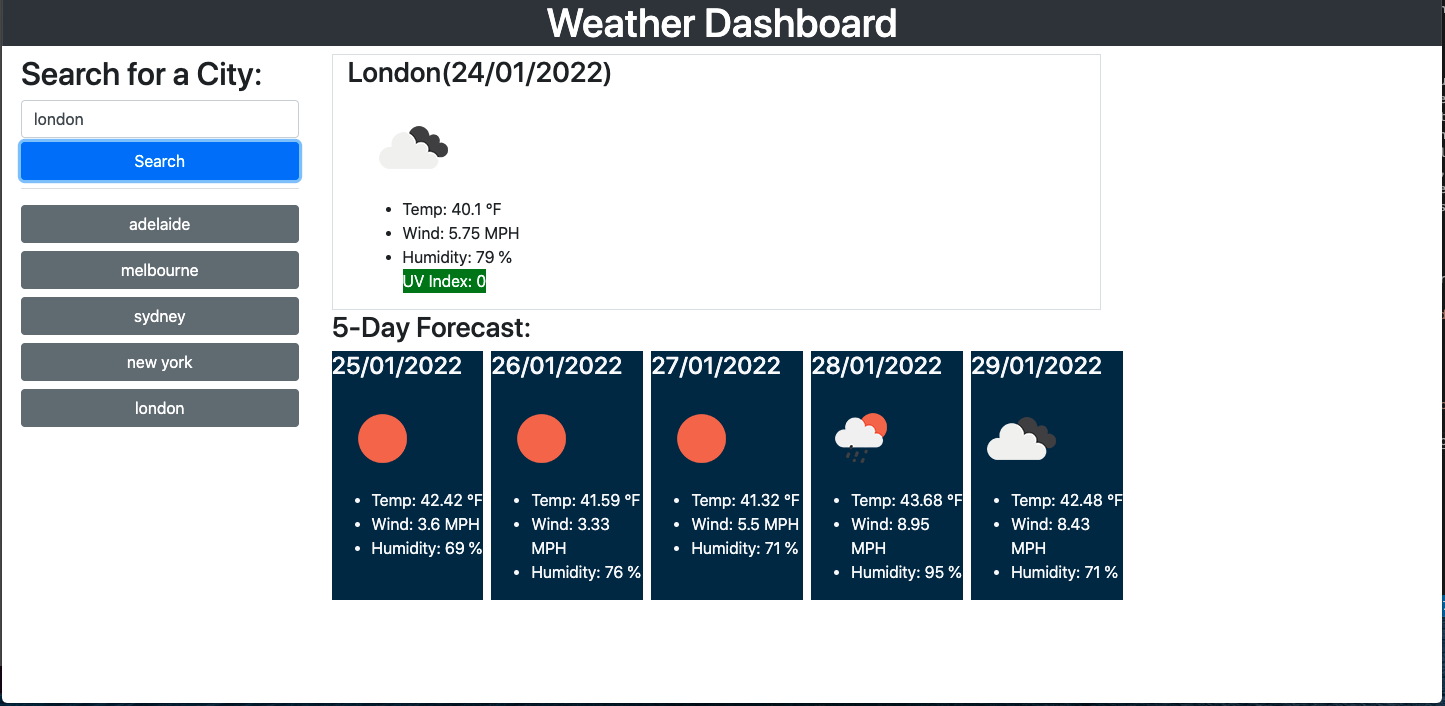 Weather Dashboard
Search for a City:
london
Search
adelaide
melbourne
sydney
new york
london
London(24/01/2022)
Temp: 40.1 °F
Wind: 5.75 MPH
Humidity: 79 %
UV Index: 0
5-Day Forecast:
25/01/2022
Temp: 42.42 °F
Wind: 3.6 MPH
Humidity: 69 %
26/01/2022
Temp: 41.59 °F
Wind: 3.33
MPH
Humidity: 76 %
27/01/2022
Temp: 41.32 °F
Wind: 5.5 MPH
Humidity: 71 %
28/01/2022
Temp: 43.68 °F
Wind: 8.95
MPH
Humidity: 95 %
29/01/2022
Temp: 42.48 °F
Wind: 8.43
MPH
Humidity: 71 %